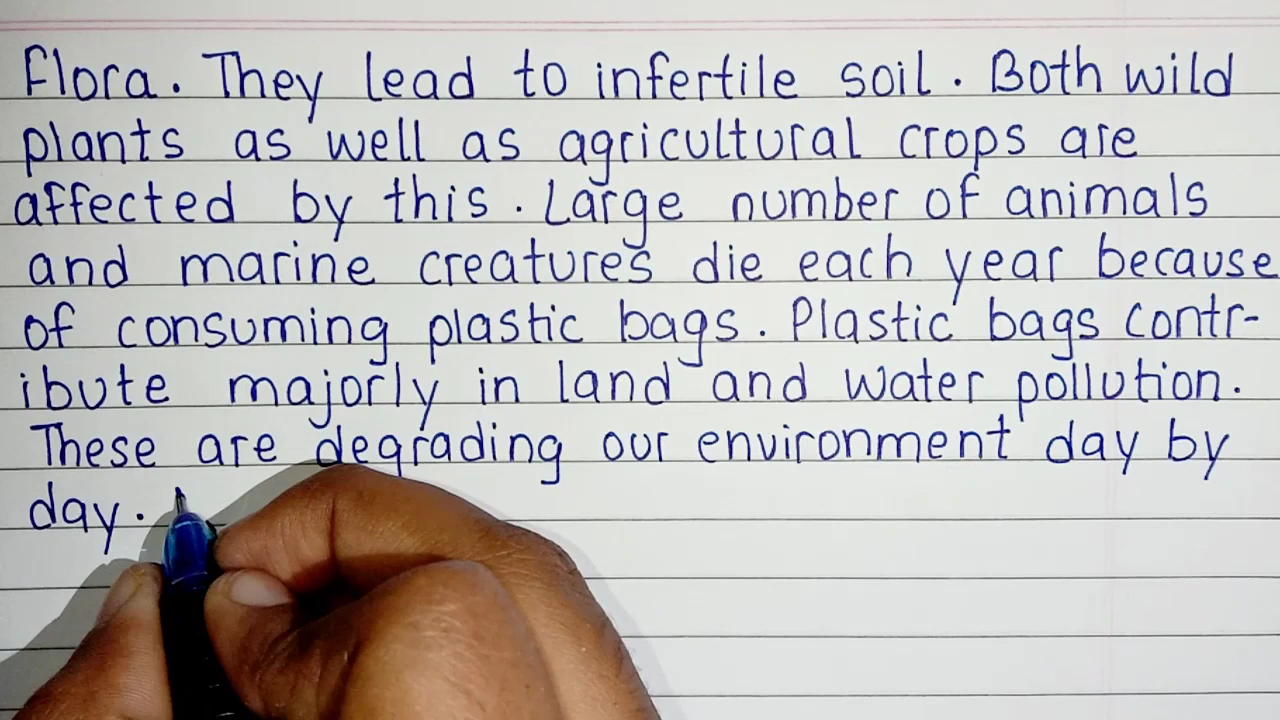 Flora. They lead to infertile soil. Both wild
plants as well as agricultural crops are
affected by this. Large number of animals
and marine creatures die each year because
of consuming plastic bags. Plastic bags contr-
ibute majorly in land and water pollution.
These are degrading our environment day by
day.